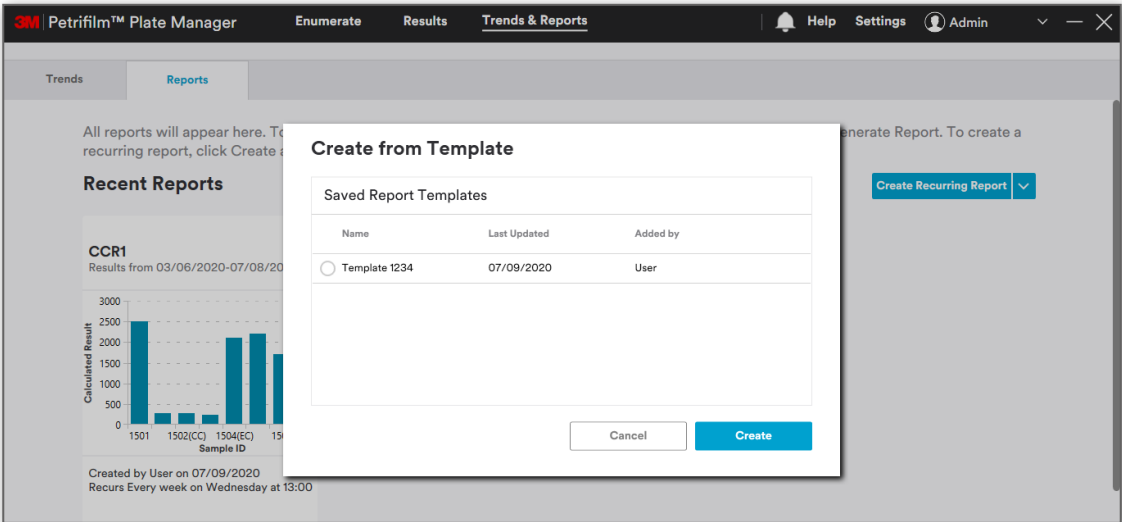 3M Petrifilm™ Plate Manager Enumerate Results Trends & Reports Help Settings Admin
Trends Reports
All reports will appear here. To enerate Report. To create a
recurring report, click Create a
Recent Reports
Create Recurring Report
CCR1
Results from 03/06/2020-07/08/20
3000
2500
2000
1500
1000
500
0
Calculated Result
1501 1502(CC) 1504(EC) 15
Sample ID
Created by User on 07/09/2020
Recurs Every week on Wednesday at 13:00
Create from Template
Saved Report Templates
Name Last Updated Added by
Template 1234 07/09/2020 User
Cancel Create